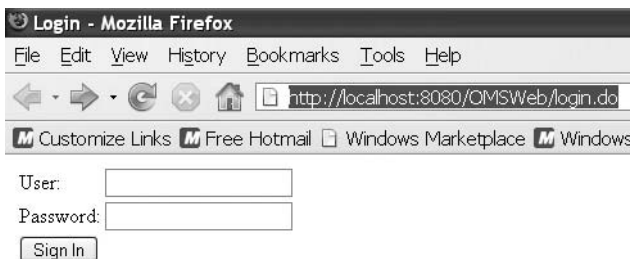 Login - Mozilla Firefox
File Edit View History Bookmarks Tools Help
http://localhost:8080/OMSWeb/login.do
Customize Links Free Hotmail Windows Marketplace Windows
User:
Password:
Sign In